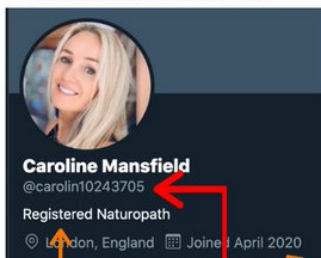 Caroline Mansfield
@carolin10243705
Registered Naturopath
London, England Joined April 2020